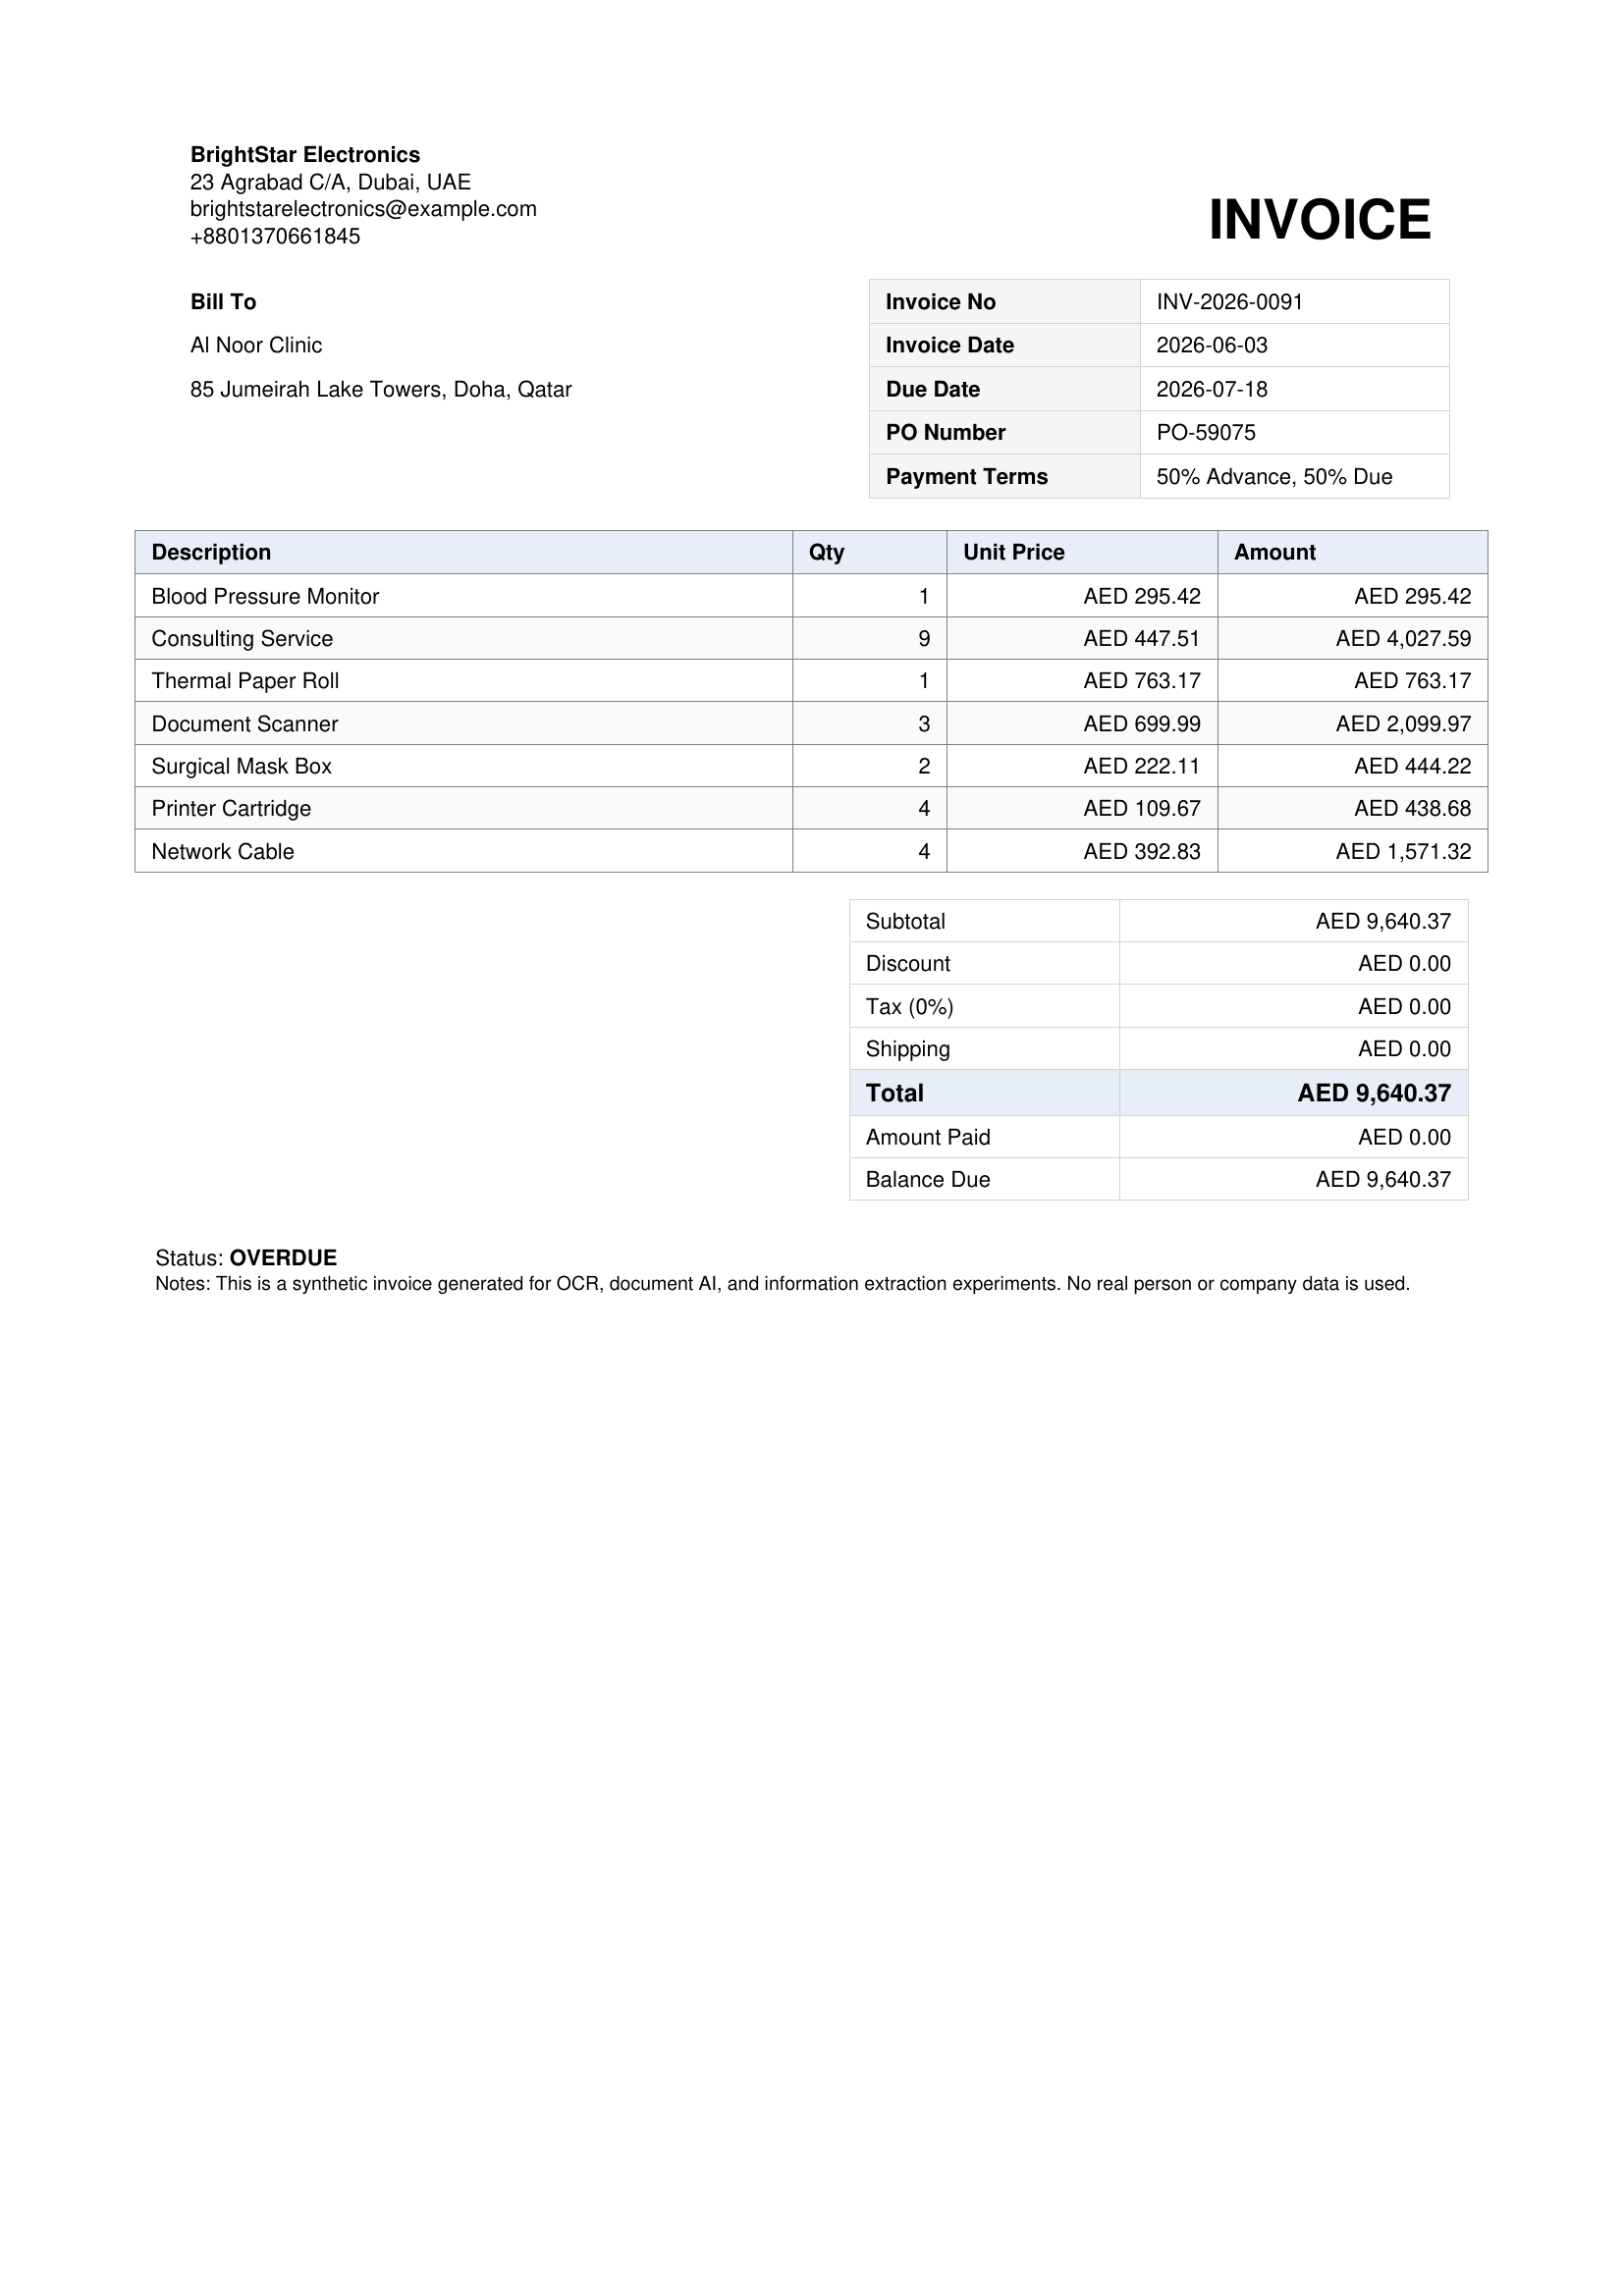 BrightStar Electronics
23 Agrabad C/A, Dubai, UAE
brightstarelectronics@example.com
+8801370661845
INVOICE
Bill To
Al Noor Clinic
85 Jumeirah Lake Towers, Doha, Qatar
Invoice No INV-2026-0091
Invoice Date 2026-06-03
Due Date 2026-07-18
PO Number PO-59075
Payment Terms 50% Advance, 50% Due
Description Qty Unit Price Amount
Blood Pressure Monitor 1 AED 295.42 AED 295.42
Consulting Service 9 AED 447.51 AED 4,027.59
Thermal Paper Roll 1 AED 763.17 AED 763.17
Document Scanner 3 AED 699.99 AED 2,099.97
Surgical Mask Box 2 AED 222.11 AED 444.22
Printer Cartridge 4 AED 109.67 AED 438.68
Network Cable 4 AED 392.83 AED 1,571.32
Subtotal AED 9,640.37
Discount AED 0.00
Tax (0%) AED 0.00
Shipping AED 0.00
Total AED 9,640.37
Amount Paid AED 0.00
Balance Due AED 9,640.37
Status: OVERDUE
Notes: This is a synthetic invoice generated for OCR, document AI, and information extraction experiments. No real person or company data is used.